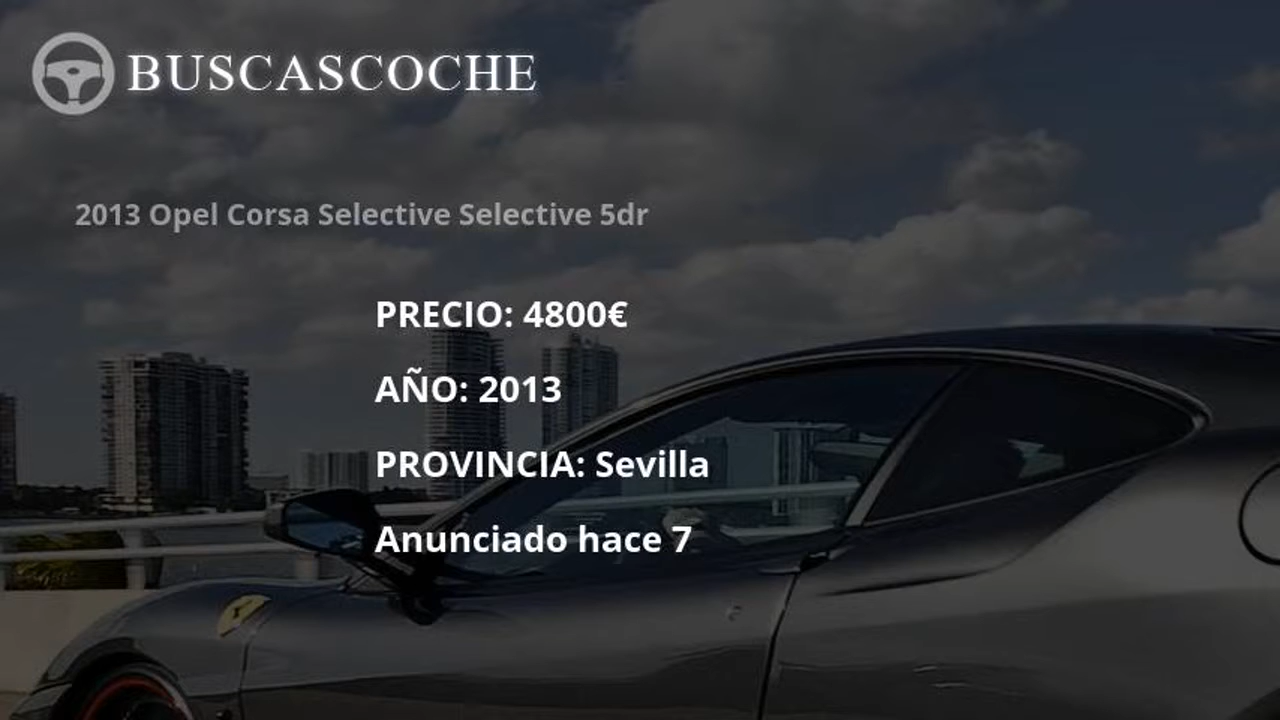 BUSCASCOCHE
2013 Opel Corsa Selective Selective 5dr
PRECIO: 4800€
AÑO: 2013
PROVINCIA: Sevilla
Anunciado hace 7